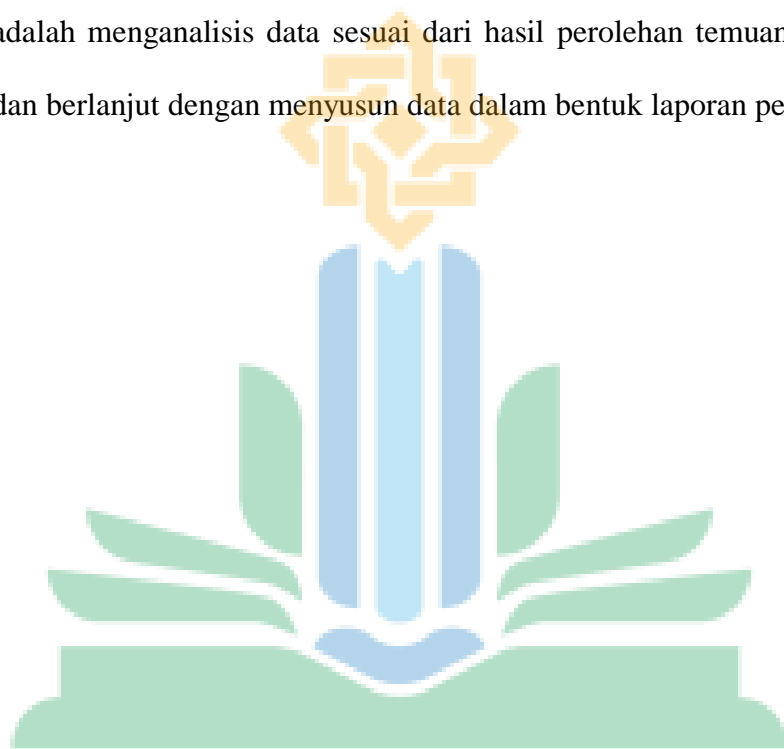 adalah menganalisis data sesuai dari hasil perolehan temuan
dan berlanjut dengan menyusun data dalam bentuk laporan pe